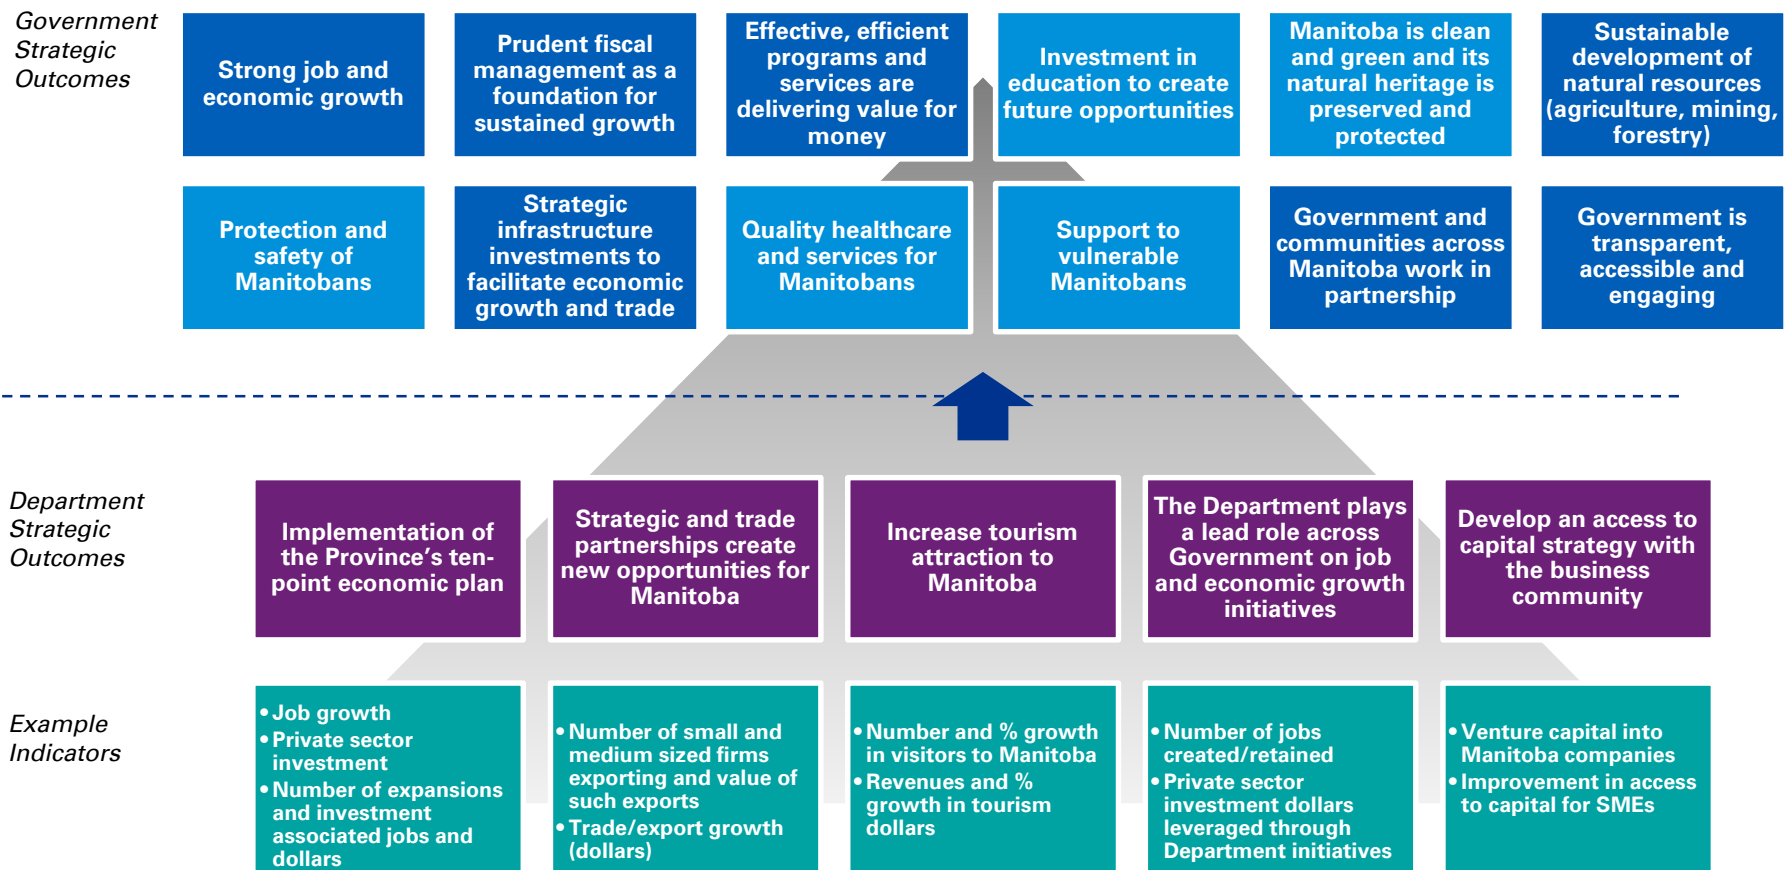 Government
Strategic
Outcomes
Strong job and
economic growth
Prudent fiscal
management as a
foundation for
sustained growth
Effective, efficient
programs and
services are
delivering value for
money
Investment in
education to create
future opportunities
Manitoba is clean
and green and its
natural heritage is
preserved and
protected
Sustainable
development of
natural resources
(agriculture, mining,
forestry)
Protection and
safety of
Manitobans
Strategic
infrastructure
investments to
facilitate economic
growth and trade
Quality healthcare
and services for
Manitobans
Support to
vulnerable
Manitobans
Government and
communities across
Manitoba work in
partnership
Government is
transparent,
accessible and
engaging
Department
Strategic
Outcomes
Implementation of
the Province's ten-
point economic plan
Strategic and trade
partnerships create
new opportunities for
Manitoba
Increase tourism
attraction to
Manitoba
The Department plays
a lead role across
Government on job
and economic growth
initiatives
Develop an access to
capital strategy with
the business
community
Example
Indicators
• Job growth
• Private sector
investment
• Number of expansions
and investment
associated jobs and
dollars
• Number of small and
medium sized firms
exporting and value of
such exports
• Trade/export growth
(dollars)
• Number and % growth
in visitors to Manitoba
• Revenues and %
growth in tourism
dollars
• Number of jobs
created/retained
• Private sector
investment dollars
leveraged through
Department initiatives
• Venture capital into
Manitoba companies
• Improvement in access
to capital for SMEs